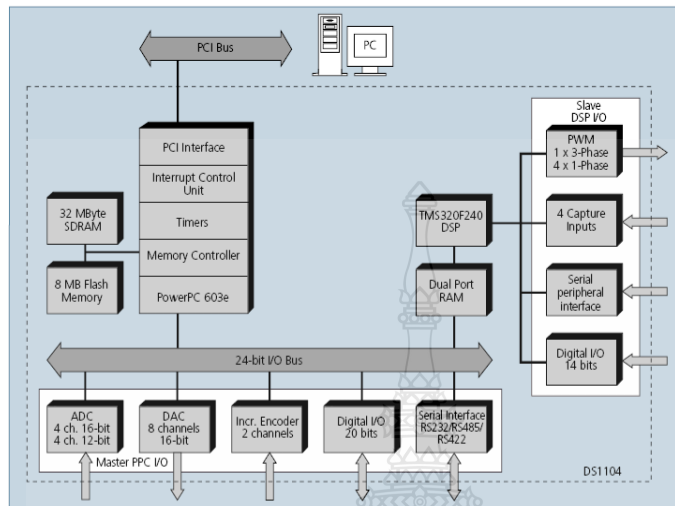 PCI Bus
PC
PCI Interface
Interrupt Control
Unit
Timers
Memory Controller
PowerPC 603e
32 MByte
SDRAM
8 MB Flash
Memory
TMS320F240
DSP
Dual Port
RAM
Slave
DSP I/O
PWM
1 x 3-Phase
4 x 1-Phase
4 Capture
Inputs
Serial
peripheral
interface
Digital I/O
14 bits
24-bit I/O Bus
ADC
4 ch. 16-bit
4 ch. 12-bit
DAC
8 channels
16-bit
Incr. Encoder
2 channels
Digital I/O
20 bits
Serial Interface
RS232/RS485/
RS422
Master PPC I/O
DS1104